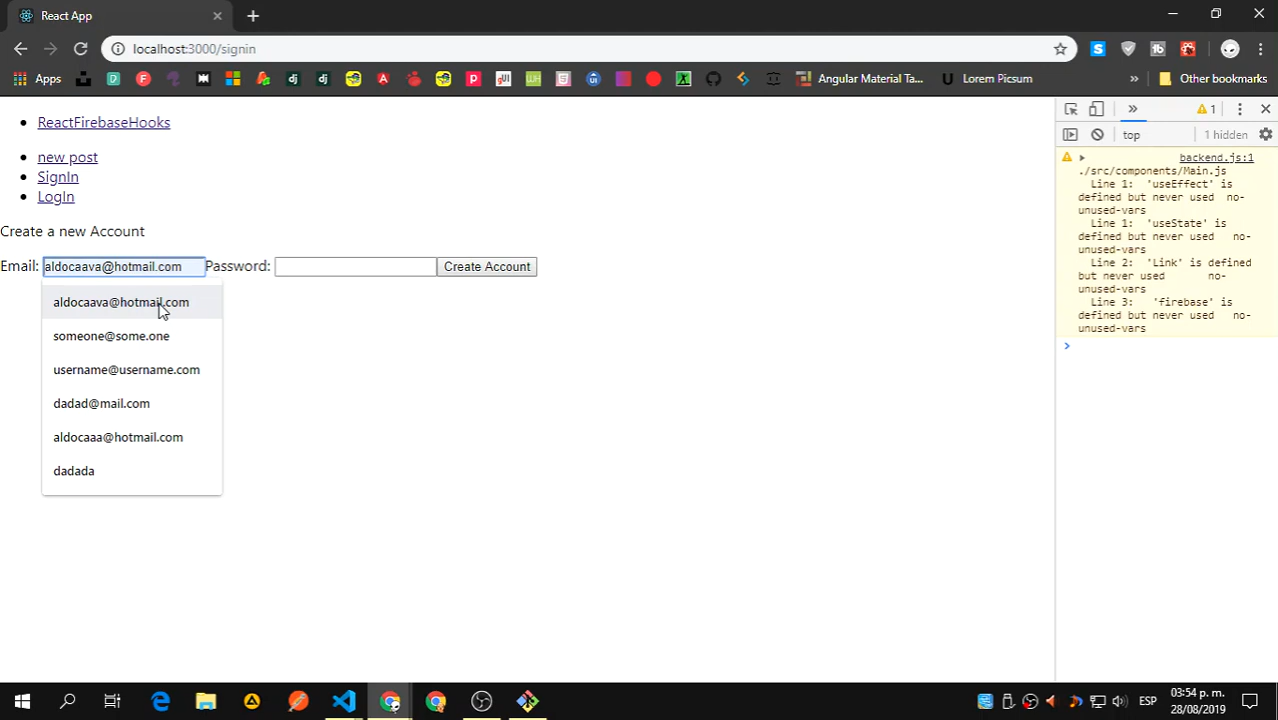 React App
localhost:3000/signin
Apps
Angular Material Ta...
Lorem Picsum
Other bookmarks
ReactFirebaseHooks
new post
SignIn
LogIn
Create a new Account
Email: aldocaava@hotmail.com Password: Create Account
aldocaava@hotmail.com
someone@some.one
username@username.com
dadad@mail.com
aldocaaa@hotmail.com
dadada
1
top 1 hidden
backend.js:1
./src/components/Main.js
Line 1: 'useEffect' is
defined but never used no-
unused-vars
Line 1: 'useState' is
defined but never used no-
unused-vars
Line 2: 'Link' is defined
but never used no-
unused-vars
Line 3: 'firebase' is
defined but never used no-
unused-vars
ESP
03:54 p. m.
28/08/2019